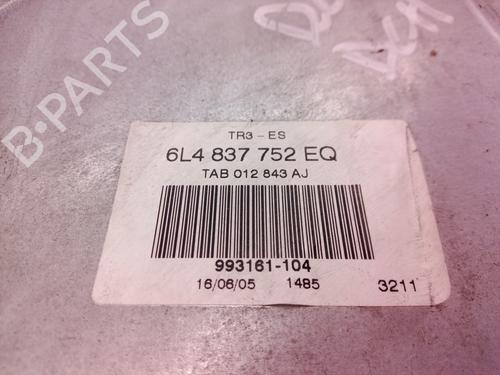 B-PARTS
TR3-ES
6L4 837 752 EQ
TAB 012 843 AJ
993161-104
16/06/05 1485 3211